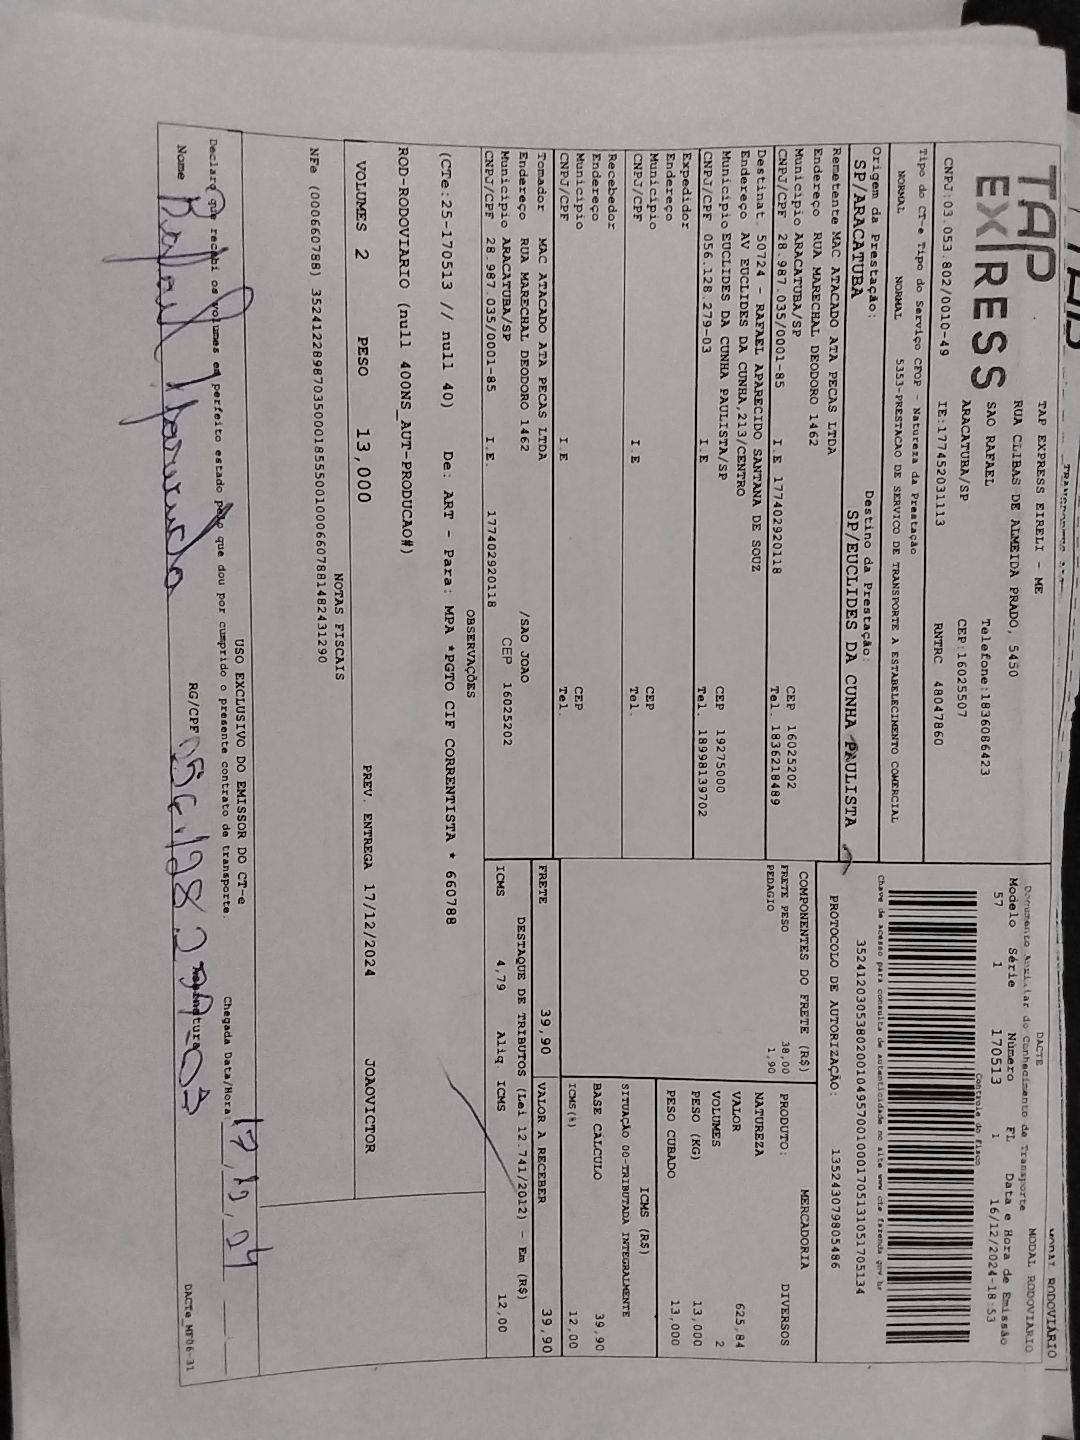 MODAL RODOVIÁRIO
TAP
EXPRESS
TAP EXPRESS EIRELI - ME
RUA CLIBAS DE ALMEIDA PRADO, 5450
SAO RAFAEL Telefone:1836086423
ARACATUBA/SP CEP:16025507
CNPJ:03.053.802/0010-49 IE:177452031113 RNTRC 48047860
DACTE
Documento Auxiliar do Conhecimento de Transporte MODAL RODOVIARIO
Modelo Série Número FL Data e Hora de Emissão
57 1 170513 1 16/12/2024-18:53
Controle do Fisco
Tipo do CT-e Tipo do Serviço CFOP - Natureza da Prestação
NORMAL NORMAL 5353-PRESTACAO DE SERVICO DE TRANSPORTE A ESTABELECIMENTO COMERCIAL
Chave de acesso para consulta de autenticidade no site www cte fazenda gov br
35241203053802001049570010001705131051705134
Origem da Prestação: Destino da Prestação:
SP/ARACATUBA SP/EUCLIDES DA CUNHA PAULISTA
PROTOCOLO DE AUTORIZAÇÃO: 135243079805486
Remetente MAC ATACADO ATA PECAS LTDA
Endereço RUA MARECHAL DEODORO 1462
Município ARACATUBA/SP CEP 16025202
CNPJ/CPF 28.987.035/0001-85 I.E 177402920118 Tel. 1836218489
Destinat. 50724 - RAFAEL APARECIDO SANTANA DE SOUZ
Endereço AV EUCLIDES DA CUNHA,213/CENTRO
Município EUCLIDES DA CUNHA PAULISTA/SP CEP 19275000
CNPJ/CPF 056.128.279-03 I.E Tel. 18998139702
Expedidor
Endereço
Município CEP
CNPJ/CPF I.E Tel.
Recebedor
Endereço
Município CEP
CNPJ/CPF I.E Tel.
Tomador MAC ATACADO ATA PECAS LTDA
Endereço RUA MARECHAL DEODORO 1462 /SAO JOAO
Município ARACATUBA/SP CEP 16025202
CNPJ/CPF 28.987.035/0001-85 I.E. 177402920118
COMPONENTES DO FRETE (R$)
FRETE PESO 38,00
PEDAGIO 1,90
PRODUTO: MERCADORIA
NATUREZA DIVERSOS
VALOR 625,84
VOLUMES 2
PESO (KG) 13,000
PESO CUBADO 13,000
ICMS (R$)
SITUAÇÃO 00-TRIBUTADA INTEGRALMENTE
BASE CALCULO 39,90
ICMS(%) 12,00
FRETE 39,90 VALOR A RECEBER 39,90
DESTAQUE DE TRIBUTOS (Lei 12.741/2012) - Em (R$)
ICMS 4,79 Aliq. ICMS 12,00
OBSERVAÇÕES
(CTe:25-170513 // null 40) De: ART - Para: MPA *PGTO CIF CORRENTISTA * 660788
ROD-RODOVIARIO (null 400NS_AUT-PRODUCAO#)
VOLUMES 2 PESO 13,000 PREV. ENTREGA 17/12/2024 JOAOVICTOR
NOTAS FISCAIS
NFe (000660788) 35241228987035000185550010006607881482431290
USO EXCLUSIVO DO EMISSOR DO CT-e
Declaro que recebi os volumes em perfeito estado pelo que dou por cumprido o presente contrato de transporte. Chegada Data/Hora: 17/12/24
Nome Rafael Aparecido RG/CPF 056.128.279-03 Assinatura
DACTe_MF06-31